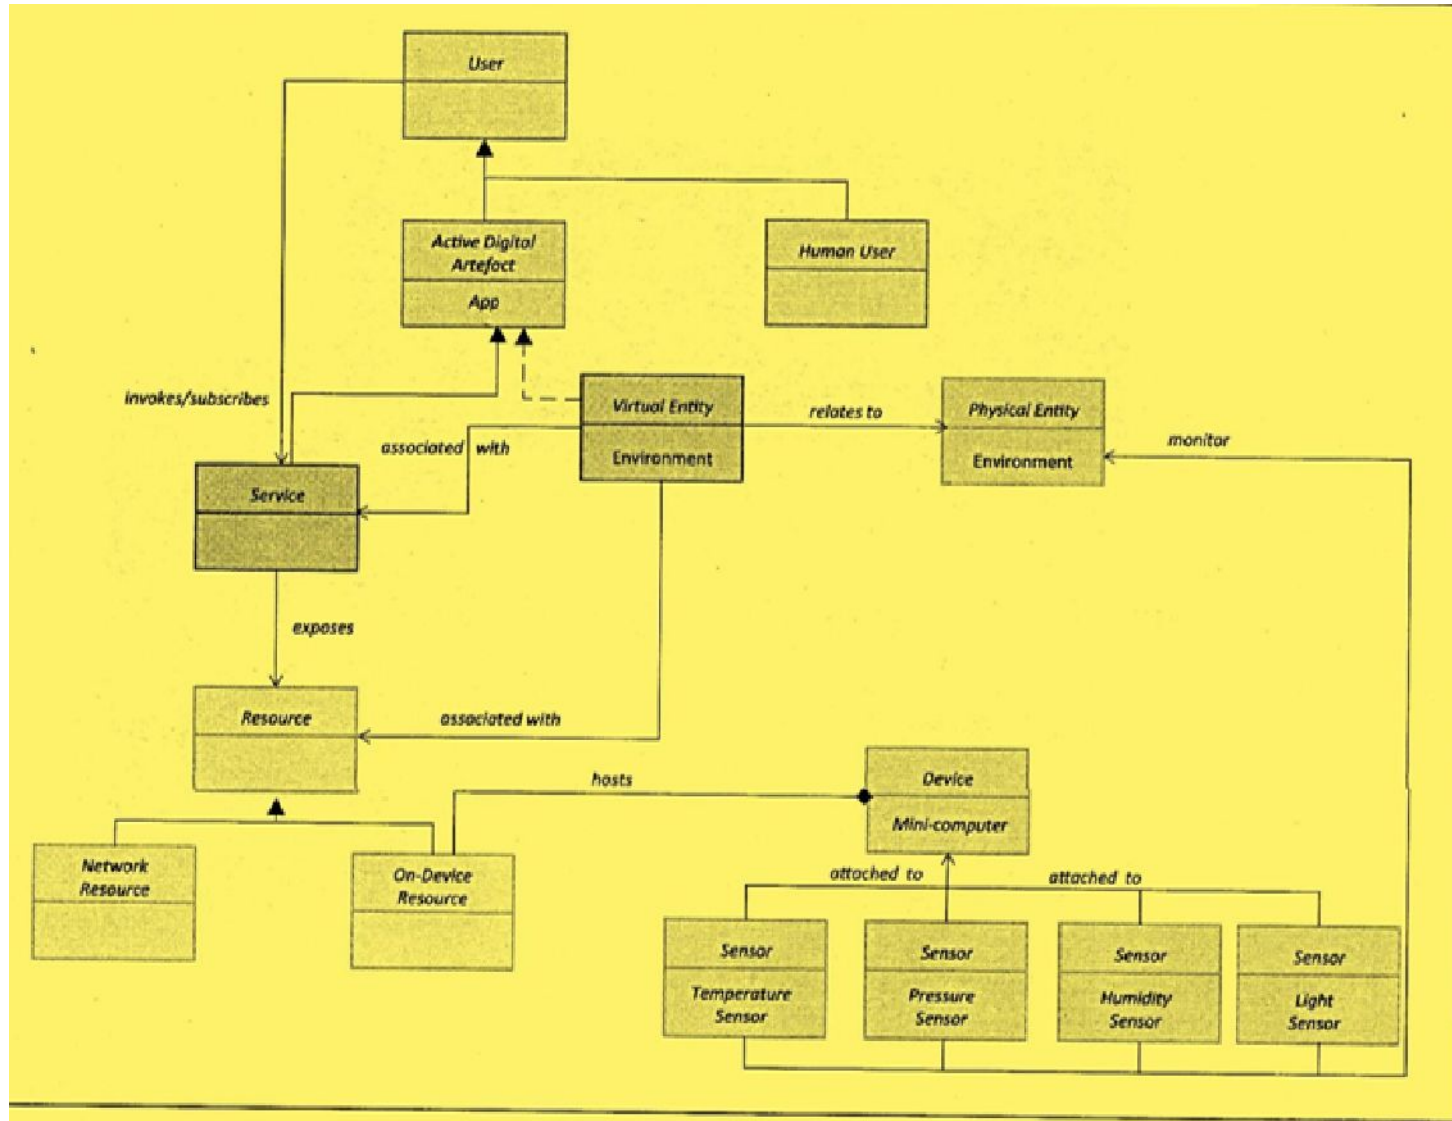 User
Active Digital
Artefact
App
Human User
invokes/subscribes
Virtual Entity
Environment
relates to
Physical Entity
Environment
monitor
associated with
Service
exposes
Resource
associated with
hosts
Device
Mini-computer
Network
Resource
On-Device
Resource
attached to
attached to
Sensor
Temperature
Sensor
Sensor
Pressure
Sensor
Sensor
Humidity
Sensor
Sensor
Light
Sensor